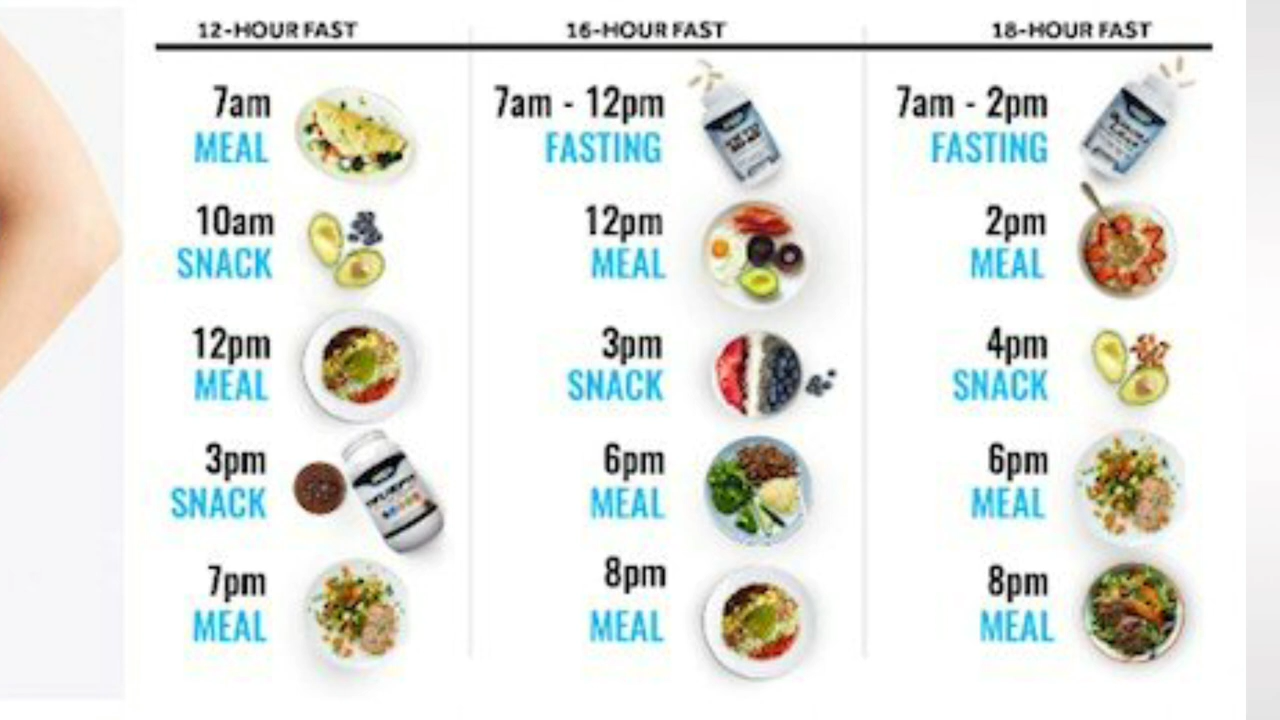 12-HOUR FAST
7am
MEAL
10am
SNACK
12pm
MEAL
3pm
SNACK
7pm
MEAL
16-HOUR FAST
7am - 12pm
FASTING
12pm
MEAL
3pm
SNACK
6pm
MEAL
8pm
MEAL
18-HOUR FAST
7am - 2pm
FASTING
2pm
MEAL
4pm
SNACK
6pm
MEAL
8pm
MEAL